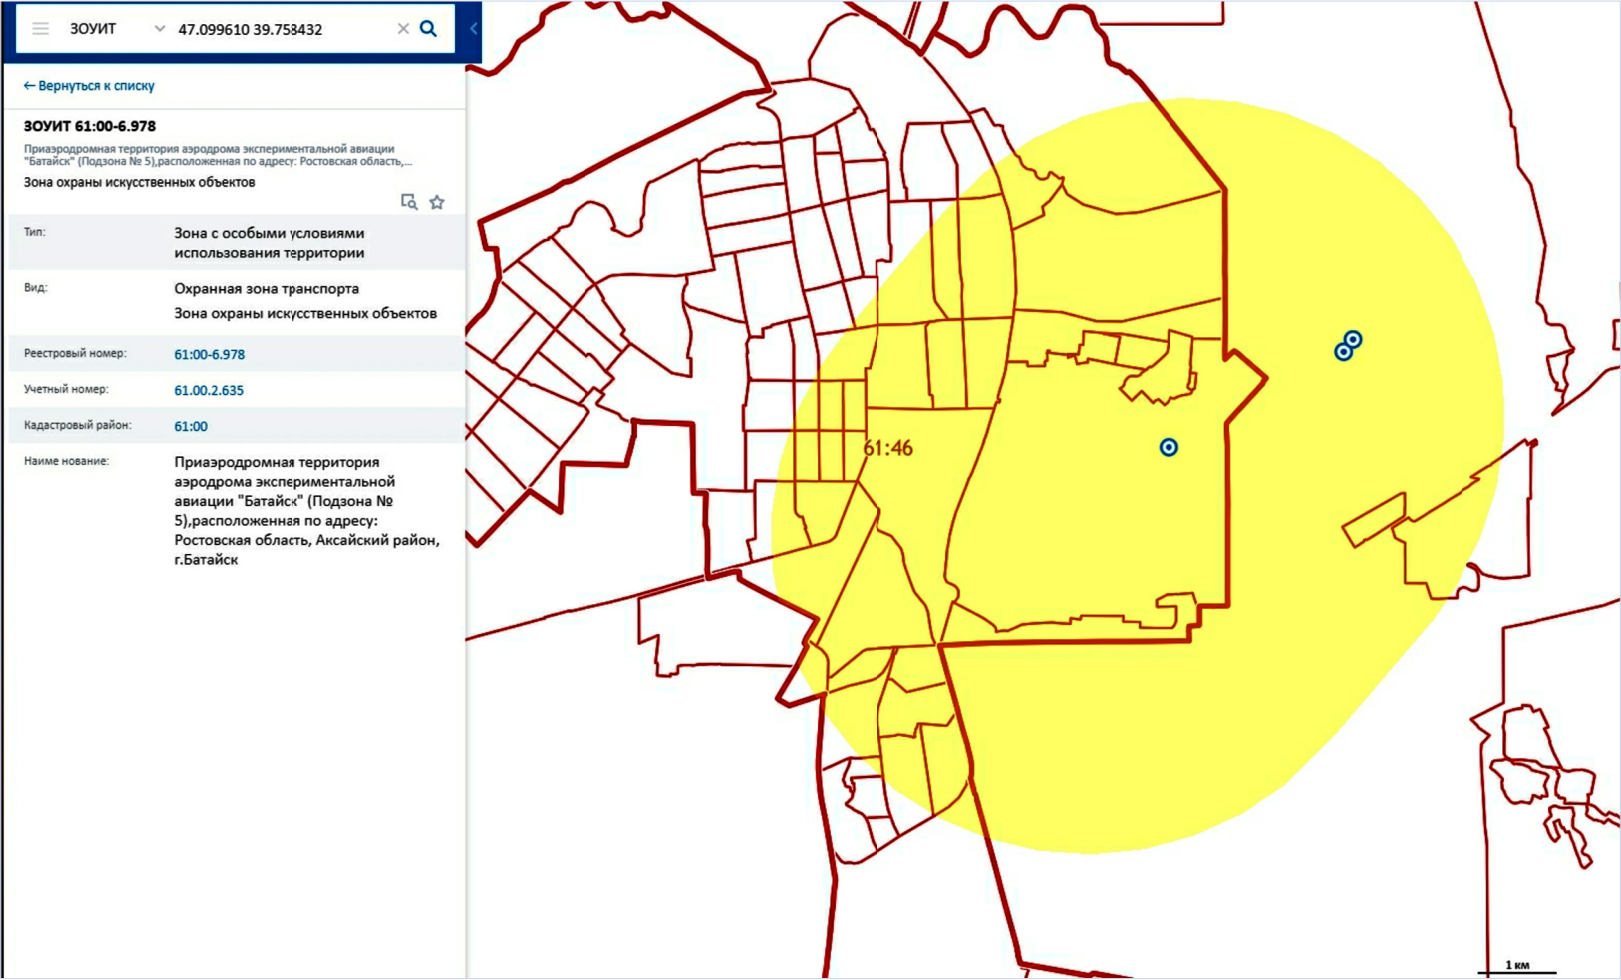 ЗОУИТ 47.099610 39.758432
← Вернуться к списку
ЗОУИТ 61:00-6.978
Приаэродромная территория аэродрома экспериментальной авиации
"Батайск" (Подзона № 5),расположенная по адресу: Ростовская область,...
Зона охраны искусственных объектов
Тип: Зона с особыми условиями
использования территории
Вид: Охранная зона транспорта
Зона охраны искусственных объектов
Реестровый номер: 61:00-6.978
Учетный номер: 61.00.2.635
Кадастровый район: 61:00
Наиме нование: Приаэродромная территория
аэродрома экспериментальной
авиации "Батайск" (Подзона №
5),расположенная по адресу:
Ростовская область, Аксайский район,
г.Батайск
61:46
1 км